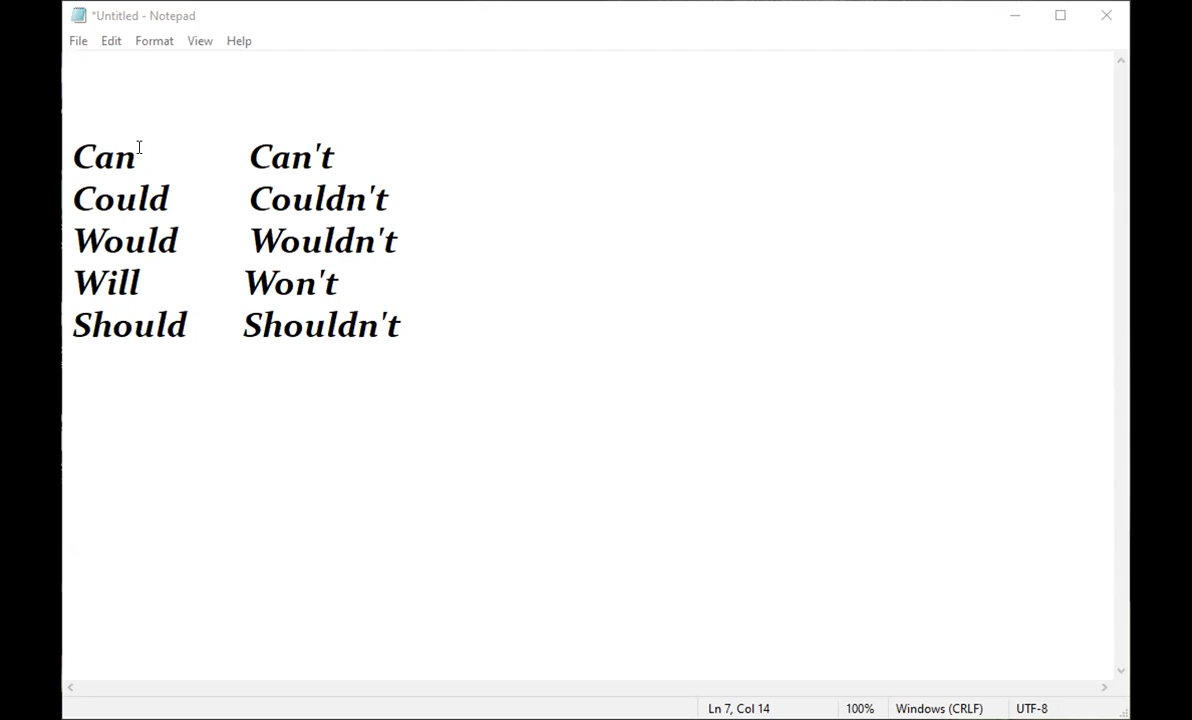 *Untitled - Notepad
File Edit Format View Help
Can Can't
Could Couldn't
Would Wouldn't
Will Won't
Should Shouldn't
Ln 7, Col 14 100% Windows (CRLF) UTF-8